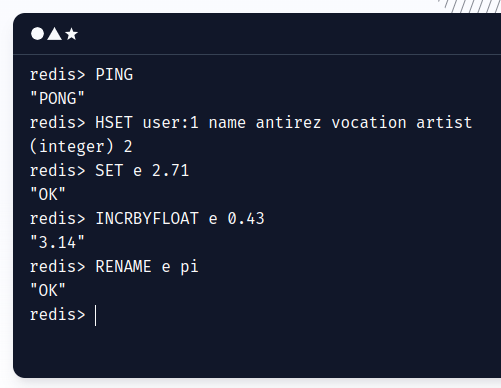 redis> PING
"PONG"
redis> HSET user:1 name antirez vocation artist
(integer) 2
redis> SET e 2.71
"OK"
redis> INCRBYFLOAT e 0.43
"3.14"
redis> RENAME e pi
"OK"
redis>